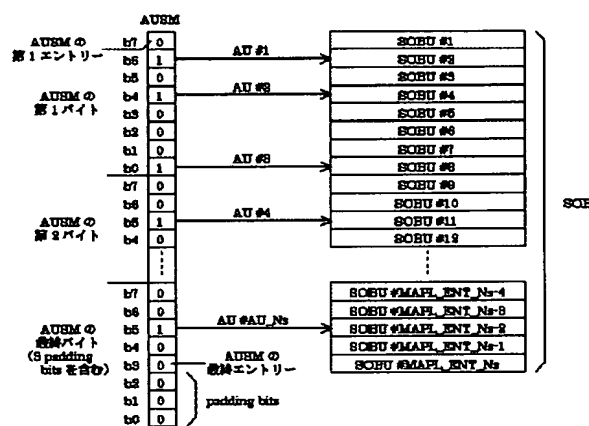 AUSM
AUSM の
第1エントリー
b7 0
b6 1
b5 0
b4 1
b3 0
b2 0
b1 0
b0 1
AUSM の
第1バイト
b7 0
b6 0
b5 1
b4 0
AUSM の
第2バイト
b7 0
b6 0
b5 1
b4 0
b3 0
b2 0
b1 0
b0 0
AUSM の
最終バイト
(3 padding
bits を含む)
AUSM の
最終エントリー
padding bits
AU #1
AU #2
AU #3
AU #4
AU #AU_Ns
SOBU #1
SOBU #2
SOBU #3
SOBU #4
SOBU #5
SOBU #6
SOBU #7
SOBU #8
SOBU #9
SOBU #10
SOBU #11
SOBU #12
SOBU #MAPL_ENT_Ns-4
SOBU #MAPL_ENT_Ns-3
SOBU #MAPL_ENT_Ns-2
SOBU #MAPL_ENT_Ns-1
SOBU #MAPL_ENT_Ns
SOB